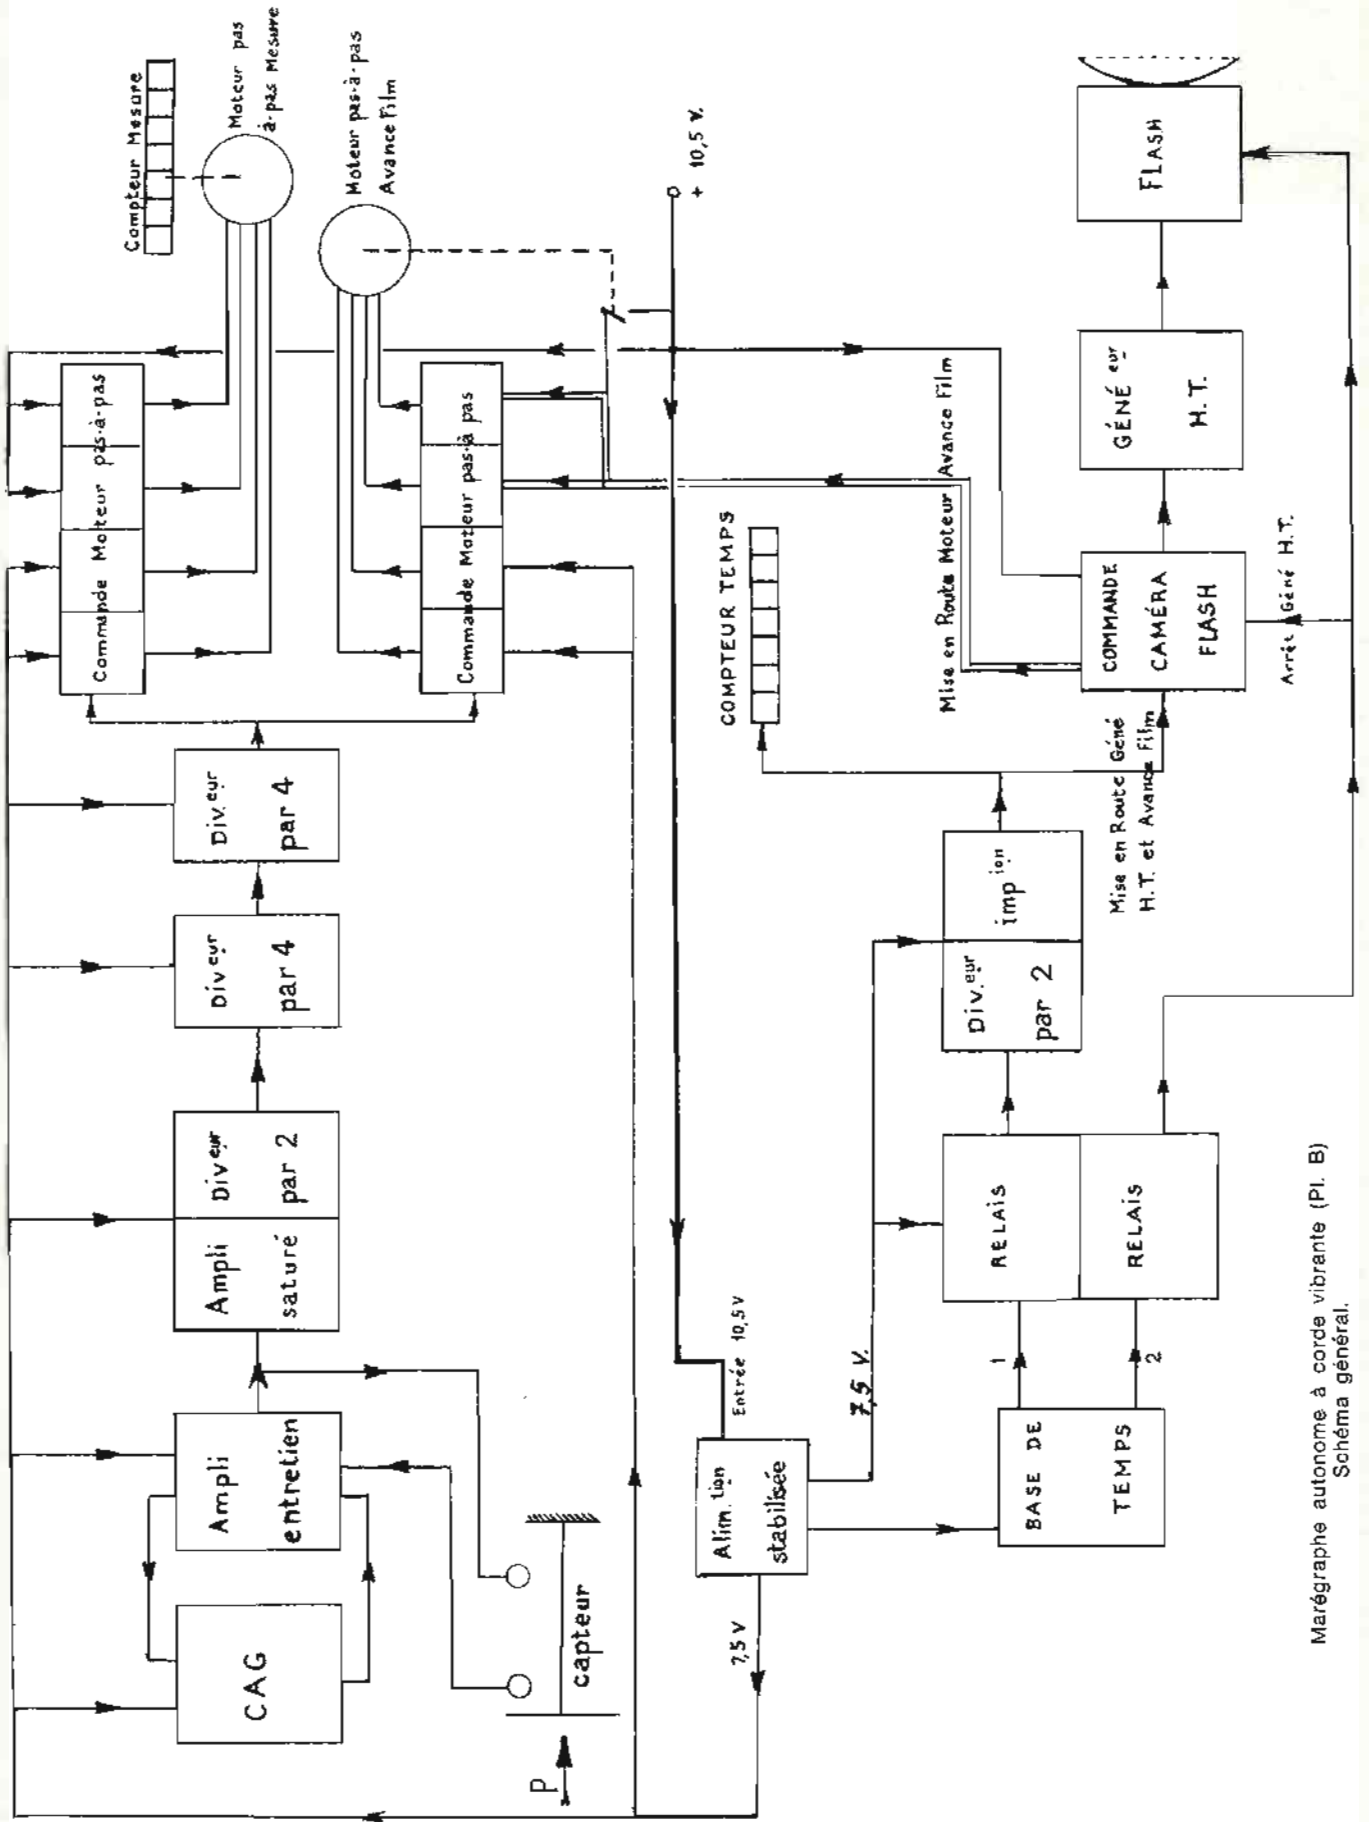 Compteur Mesure
Moteur pas
à-pas Mesure
Moteur pas-à-pas
Avance Film
+ 10,5 V.
Commande Moteur pas-à-pas
Commande Moteur pas-à pas
Div.eur
par 4
Div eur
par 4
Ampli
saturé
Div eur
par 2
Ampli
entretien
CAG
capteur
P
COMPTEUR TEMPS
Mise en Route Moteur Avance Film
Entrée 10,5 V
Alim.tion
stabilisée
7,5 V
7,5 V.
BASE DE
TEMPS
1
2
RELAIS
RELAIS
Div.eur
par 2
imp ion
Mise en Route Géné
H.T. et Avance Film
COMMANDE
CAMÉRA
FLASH
Arrêt Géné H.T.
GÉNÉ eur
H.T.
FLASH
Marégraphe autonome à corde vibrante (Pl. B)
Schéma général.